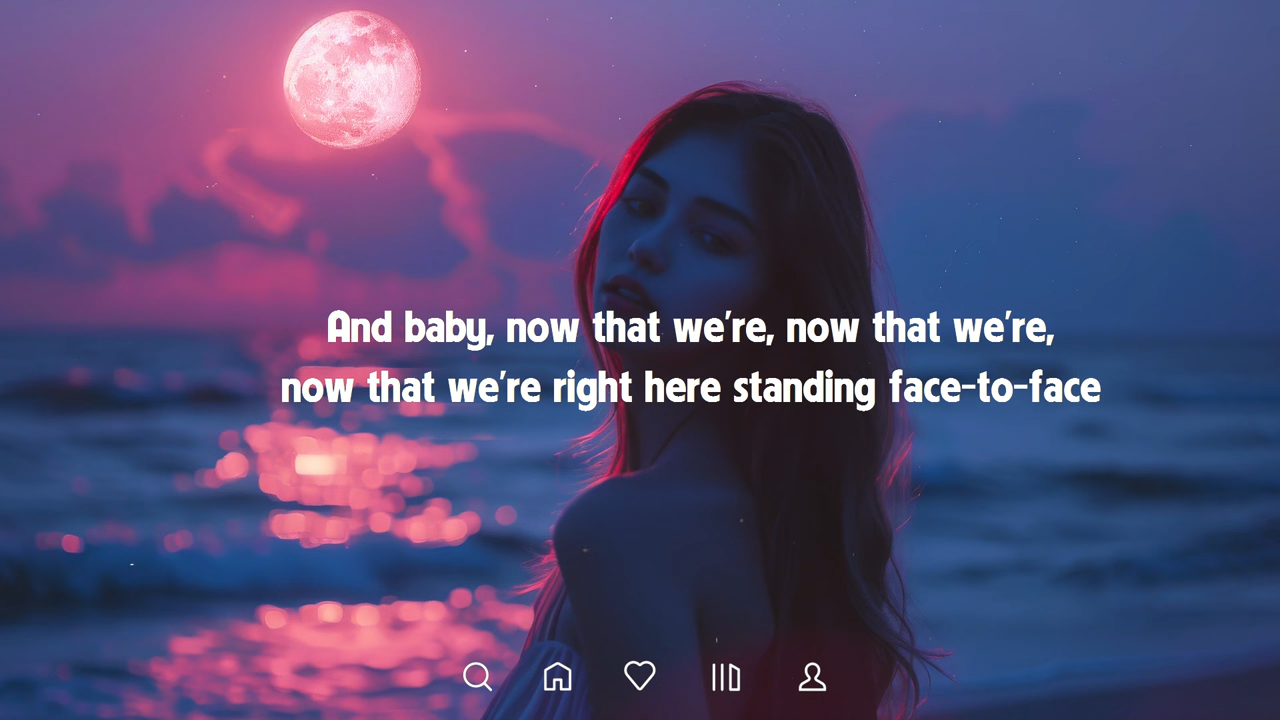 And baby, now that we're, now that we're,
now that we're right here standing face-to-face